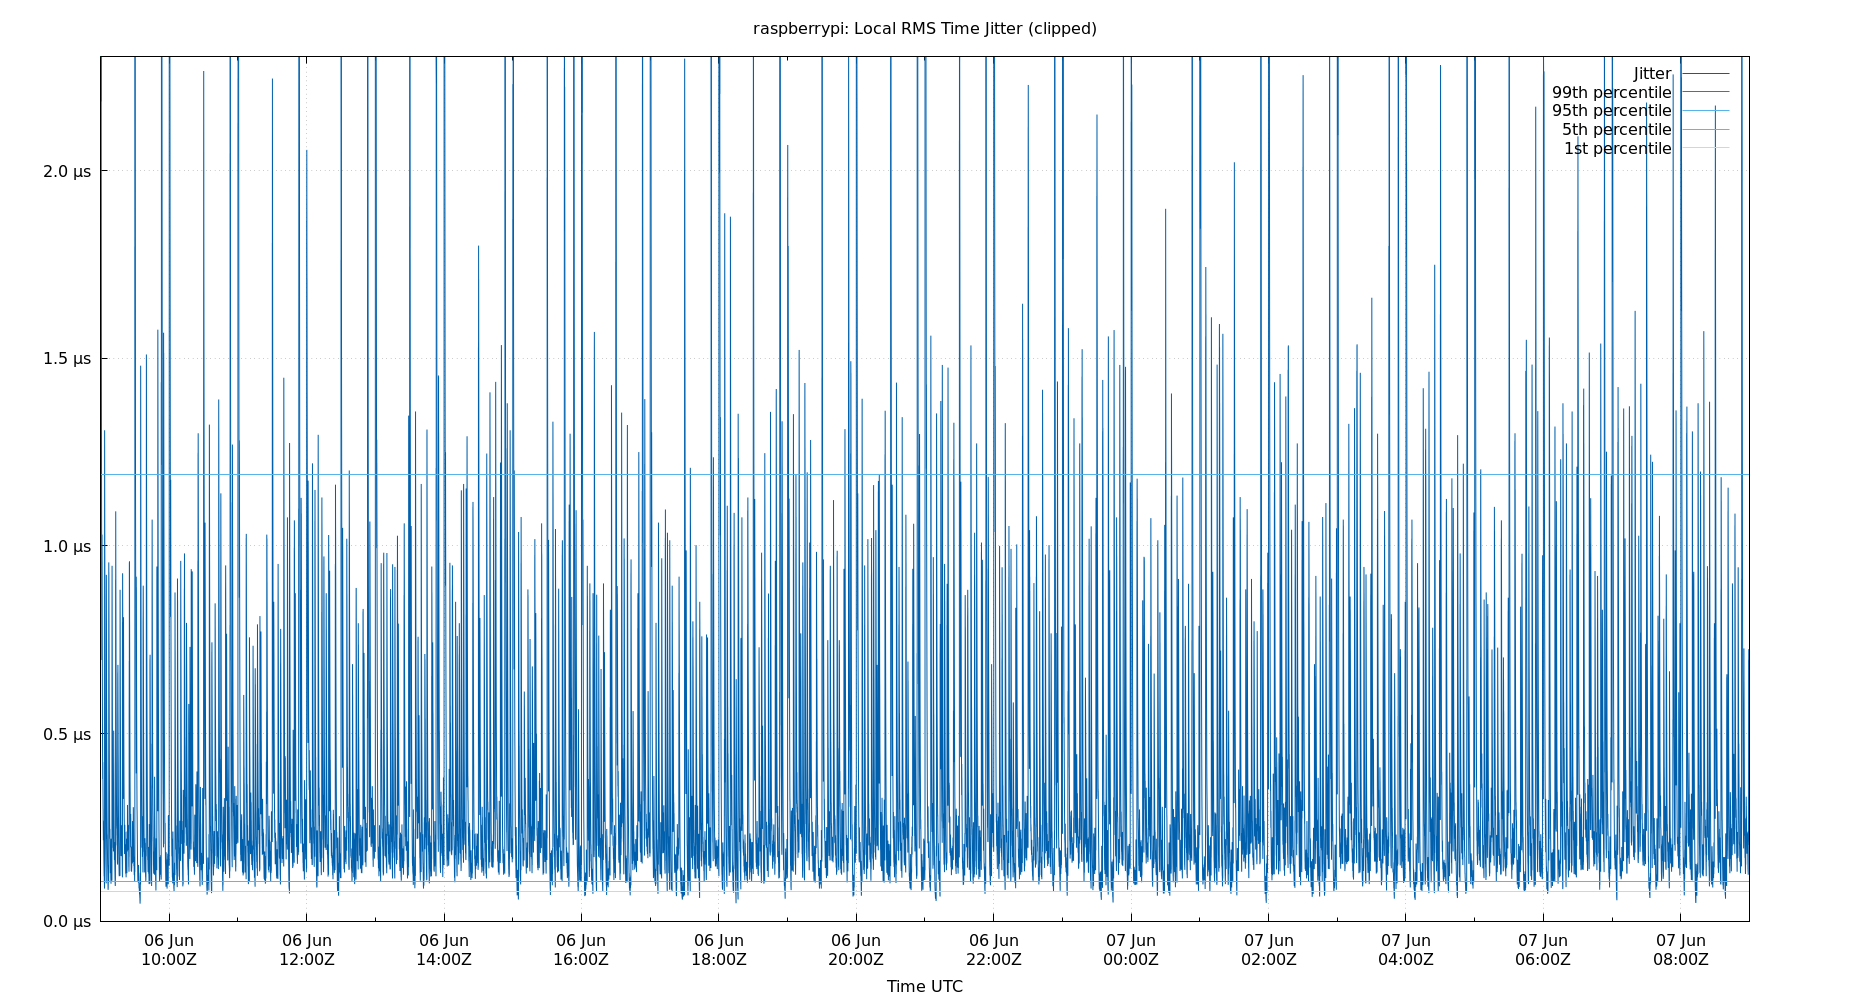 raspberrypi: Local RMS Time Jitter (clipped)
Jitter
99th percentile
95th percentile
5th percentile
1st percentile
2.0 µs
1.5 µs
1.0 µs
0.5 µs
0.0 µs
06 Jun 06 Jun 06 Jun 06 Jun 06 Jun 06 Jun 06 Jun 07 Jun 07 Jun 07 Jun 07 Jun 07 Jun
10:00Z 12:00Z 14:00Z 16:00Z 18:00Z 20:00Z 22:00Z 00:00Z 02:00Z 04:00Z 06:00Z 08:00Z
Time UTC